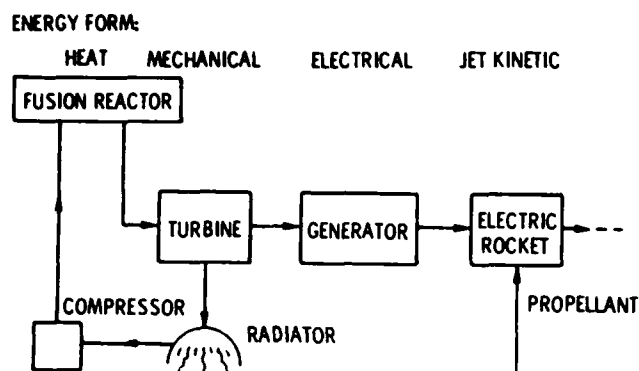 ENERGY FORM:
HEAT MECHANICAL ELECTRICAL JET KINETIC
FUSION REACTOR
TURBINE
GENERATOR
ELECTRIC
ROCKET
COMPRESSOR
RADIATOR
PROPELLANT